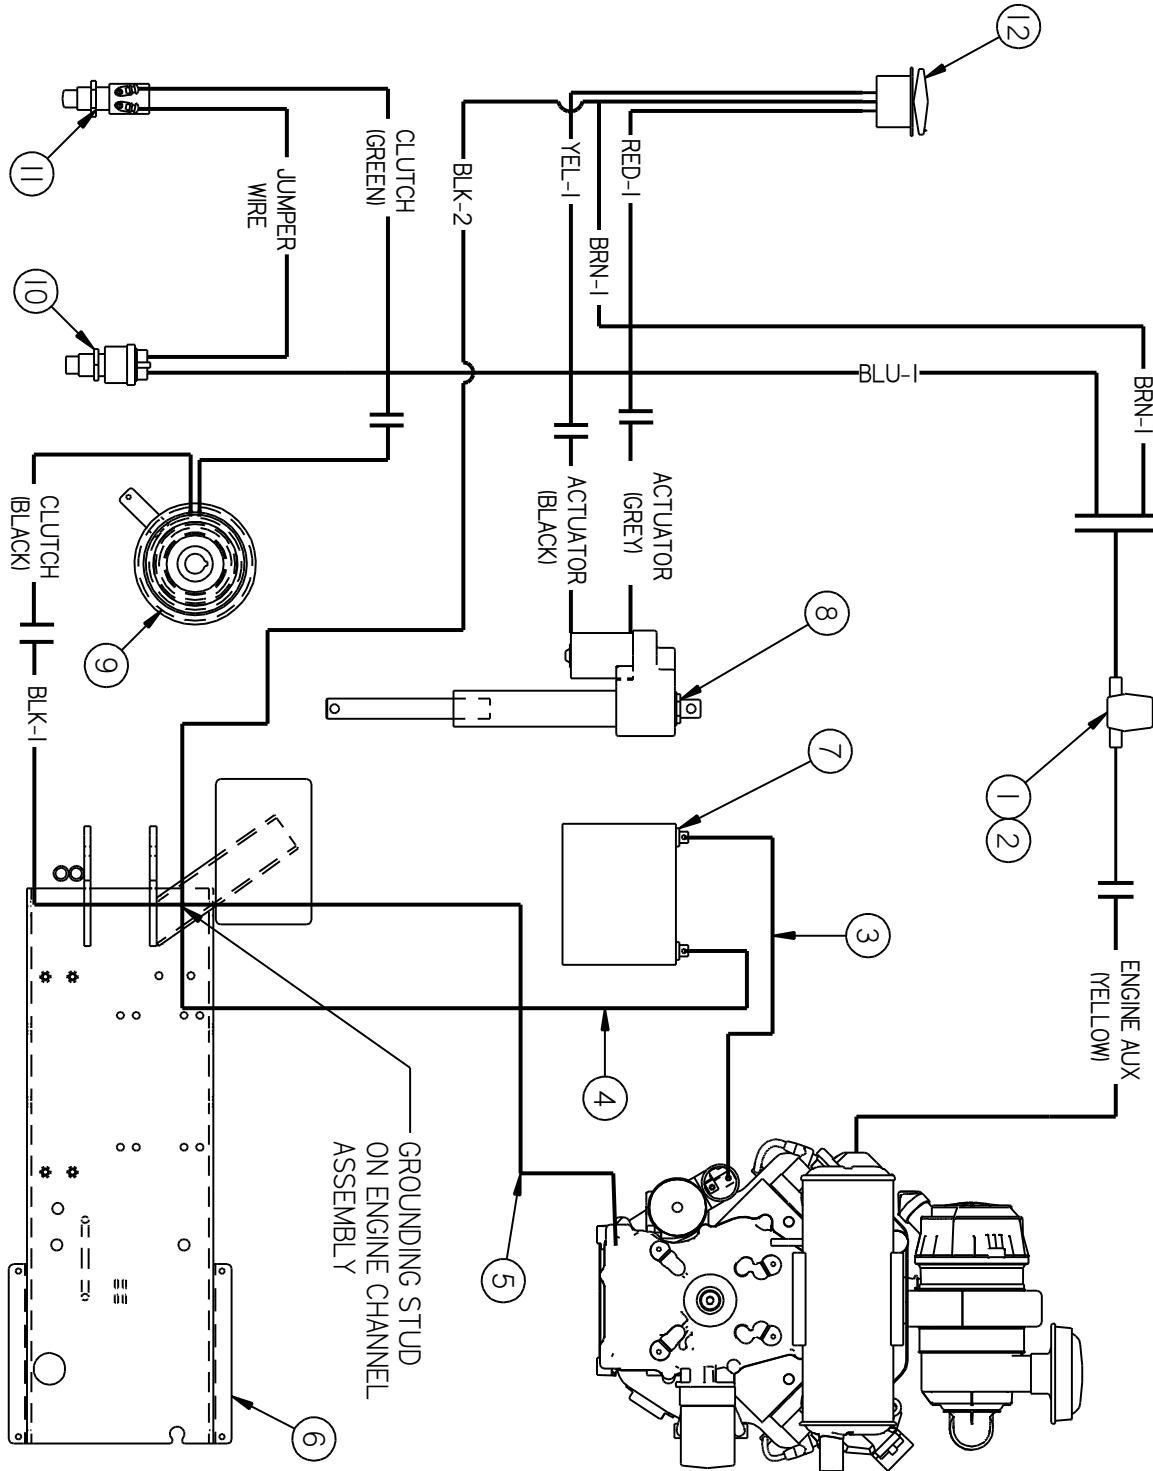 12
11
10
9
8
7
1
2
3
4
5
6
CLUTCH
(GREEN)
JUMPER
WIRE
BLK-2
YEL-1
RED-1
BRN-1
BLU-1
BRN-1
CLUTCH
(BLACK)
BLK-1
ACTUATOR
(BLACK)
ACTUATOR
(GREY)
ENGINE AUX
(YELLOW)
GROUNDING STUD
ON ENGINE CHANNEL
ASSEMBLY